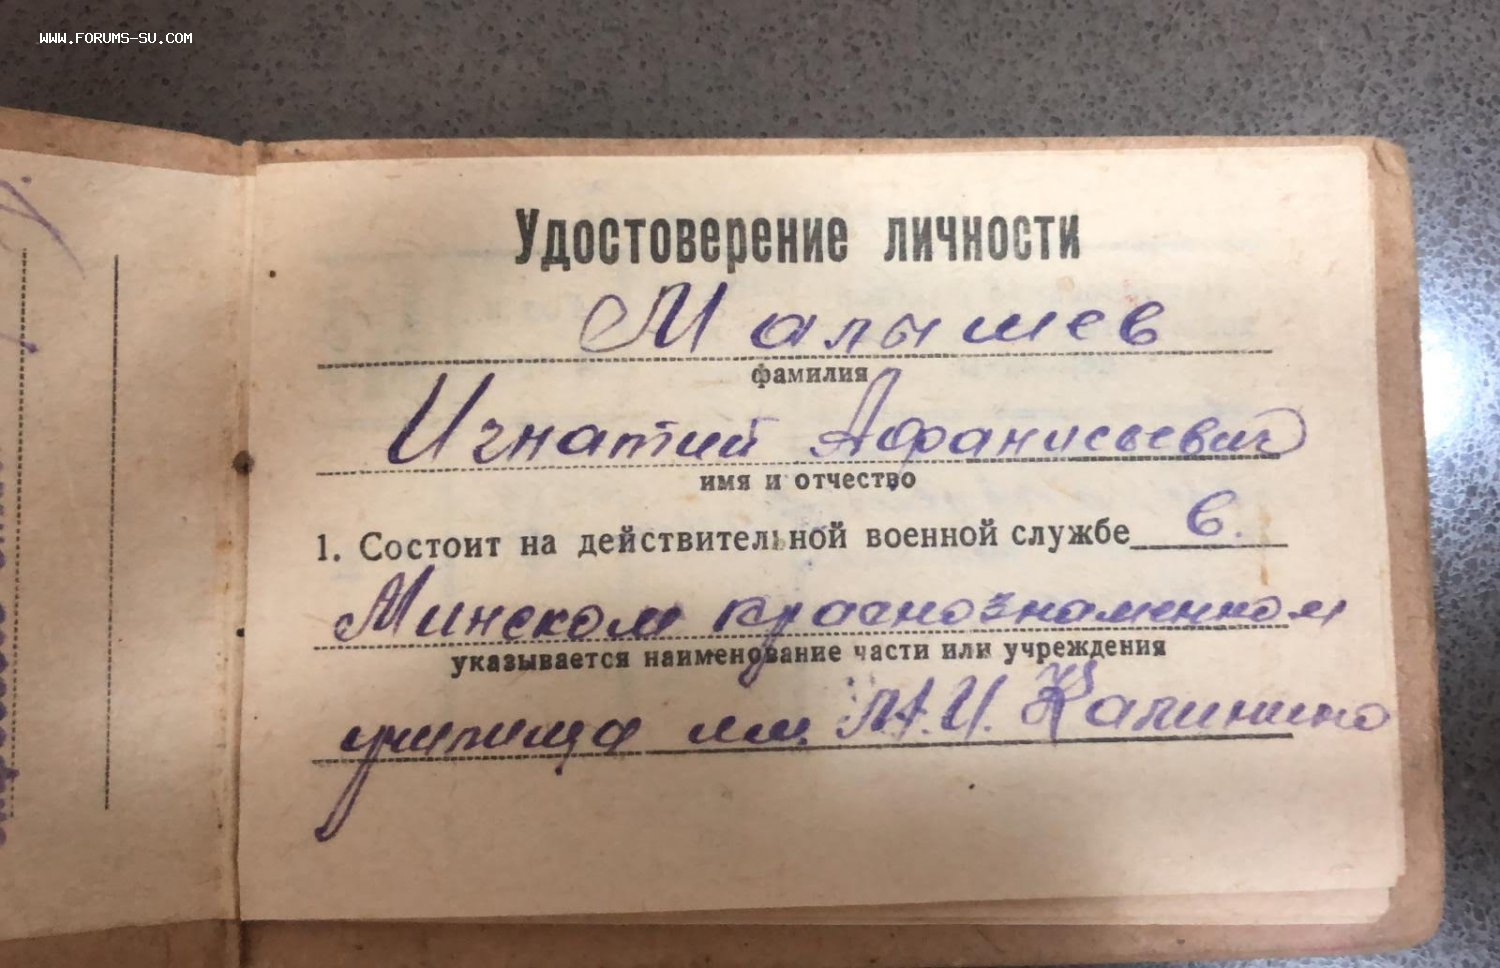 WWW.FORUMS-SU.COM
Удостоверение личности
Малышев
фамилия
Игнатий Афанисьевич
имя и отчество
1. Состоит на действительной военной службе в.
Минском краснознаменном
указывается наименование части или учреждения
училища им М.И. Калинина